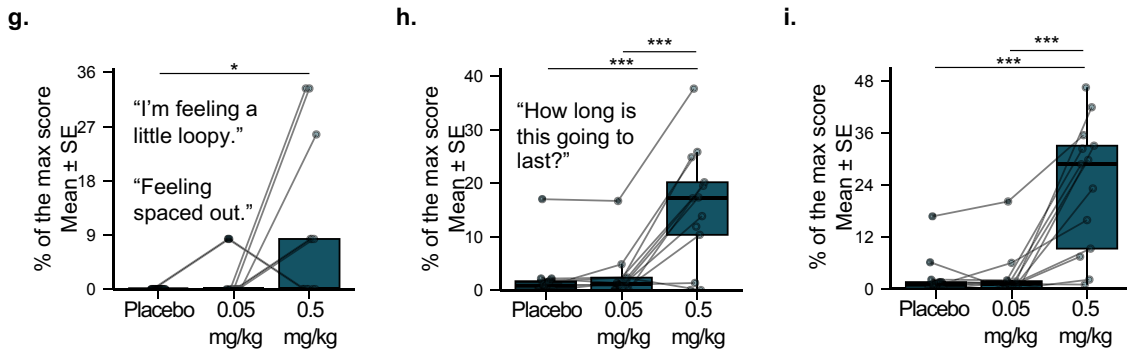 g.
% of the max score
Mean ± SE
36
27
18
9
0
*
“I’m feeling a
little loopy.”
“Feeling
spaced out.”
Placebo
0.05
mg/kg
0.5
mg/kg
h.
% of the max score
Mean ± SE
40
30
20
10
0
***
***
“How long is
this going to
last?”
Placebo
0.05
mg/kg
0.5
mg/kg
i.
% of the max score
Mean ± SE
48
36
24
12
0
***
***
Placebo
0.05
mg/kg
0.5
mg/kg